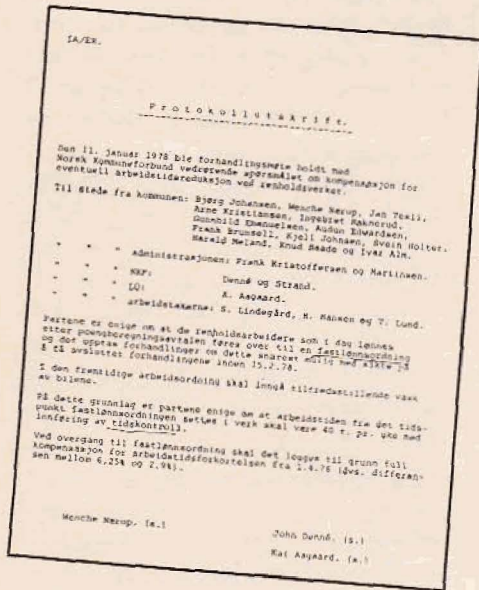 IA/EK.
Protokollutskrift.
Den 11. januar 1978 ble forhandlingsmøte holdt med
Norsk Kommuneforbund vedrørende spørsmålet om kompensasjon for
eventuell arbeidstidsreduksjon ved renholdsverket.
Til stede fra kommunen: Bjørg Johansen, Wenche Nerup, Jan
Arne Kristiansen, Ingebret Haknerud,
Gunnhild Emanuelsen, Audun Edwardsen,
Frank Brunsell, Kjell Johnsen, Svein Holter,
Harald Meland, Knud Baade og Ivar Alm.
" " " administrasjonen: Frank Kristoffersen og Martinsen.
" " " NKF: Dennè og Strand.
" " " LO: K. Aagaard.
" " " arbeidstakerne: S. Lindegård, H. Hansen og T. Lund.
Partene er enige om at de renholdsarbeidere som i dag lønnes
etter poengberegningsavtalen føres over til en fastlønnsordning
og det opptas forhandlinger om dette snarest mulig med sikte på
å få avsluttet forhandlingene innen 15.2.78.
I den fremtidige arbeidsordning skal inngå tilfredsstillende vask
av bilene.
På dette grunnlag er partene enige om at arbeidstiden fra det tids-
punkt fastlønnsordningen settes i verk skal være 40 t. pr. uke med
innføring av tidskontroll.
Ved overgang til fastlønnsordning skal det legges til grunn full
kompensasjon for arbeidstidsforkortelsen fra 1.4.76 (dvs. differan-
sen mellom 6,25% og 2,9%).
Wenche Nerup. (s.)
John Dennè. (s.)
Kai Aagaard. (s.)